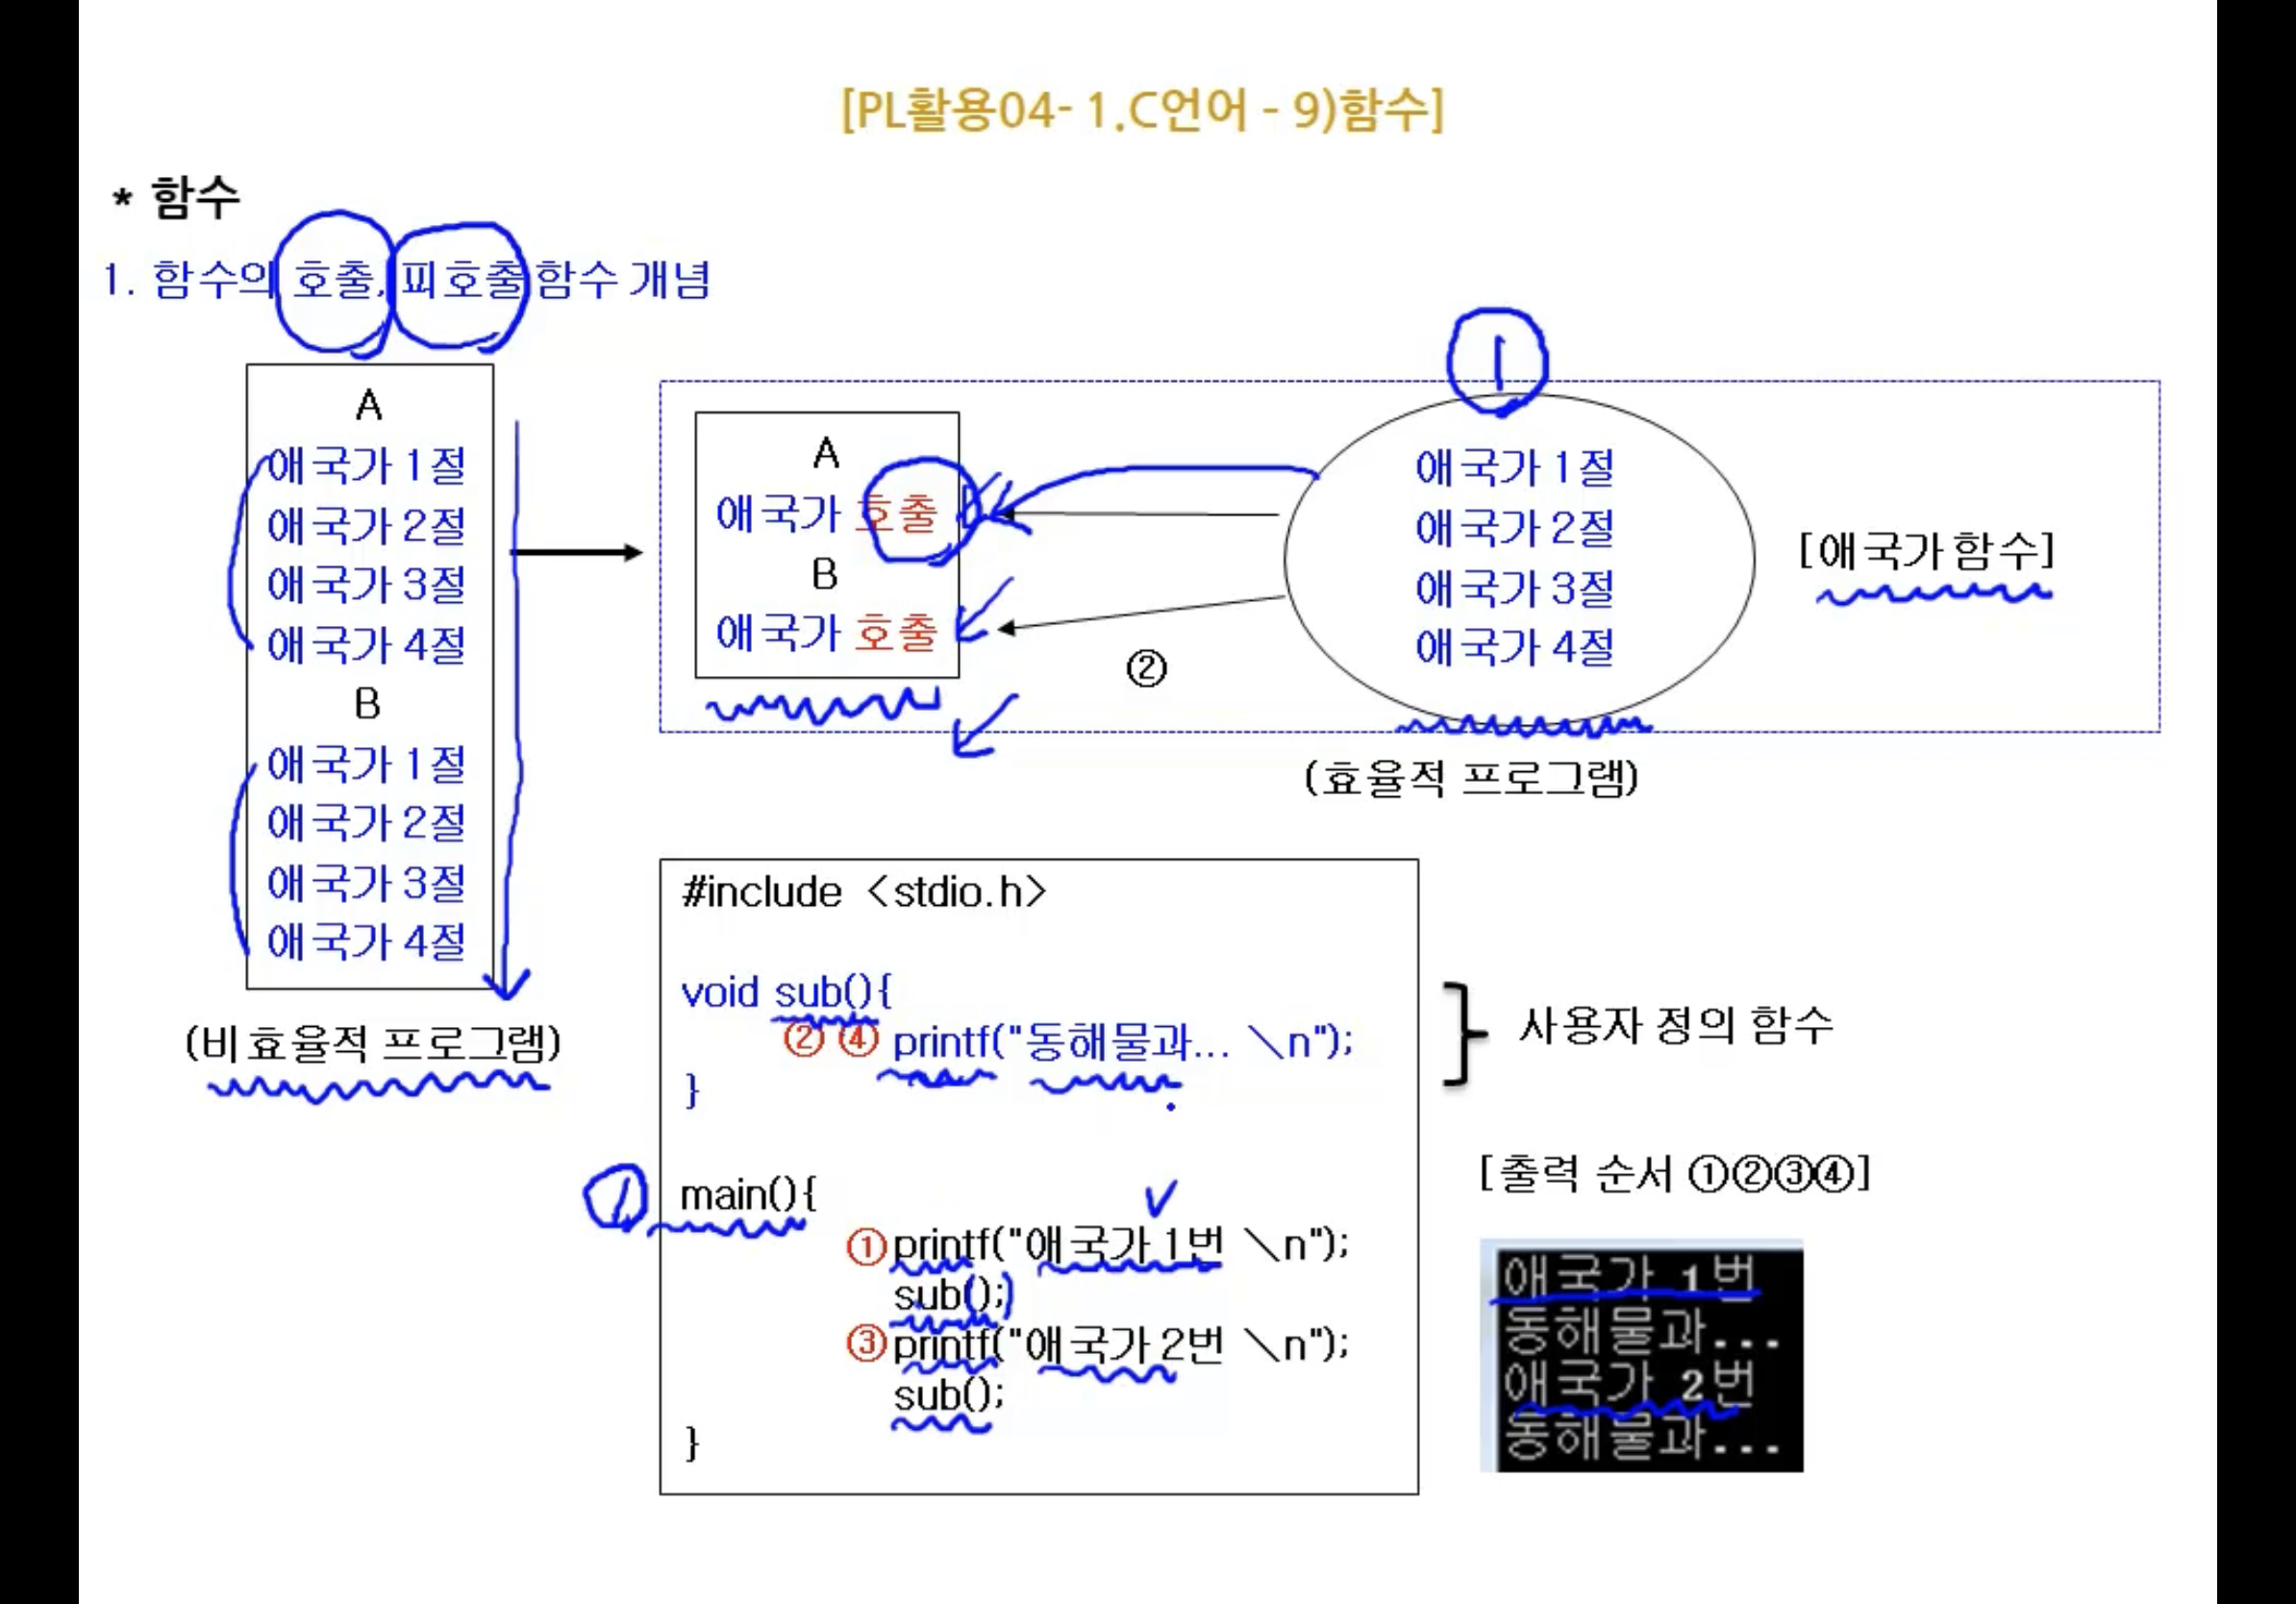 [PL활용04- 1.C언어 - 9)함수]
* 함수
1. 함수의 호출, 피호출 함수 개념
A
애국가 1절
애국가 2절
애국가 3절
애국가 4절
B
애국가 1절
애국가 2절
애국가 3절
애국가 4절
(비효율적 프로그램)
A
애국가 호출
B
애국가 호출
②
1
애국가 1절
애국가 2절
애국가 3절
애국가 4절
[애국가함수]
(효율적 프로그램)
#include <stdio.h>
void sub(){
② ④ printf("동해물과... \n");
}
1 main(){
① printf("애국가 1번 \n");
sub();
③ printf("애국가 2번 \n");
sub();
}
사용자 정의 함수
[출력 순서 ①②③④]
애국가 1번
동해물과...
애국가 2번
동해물과...